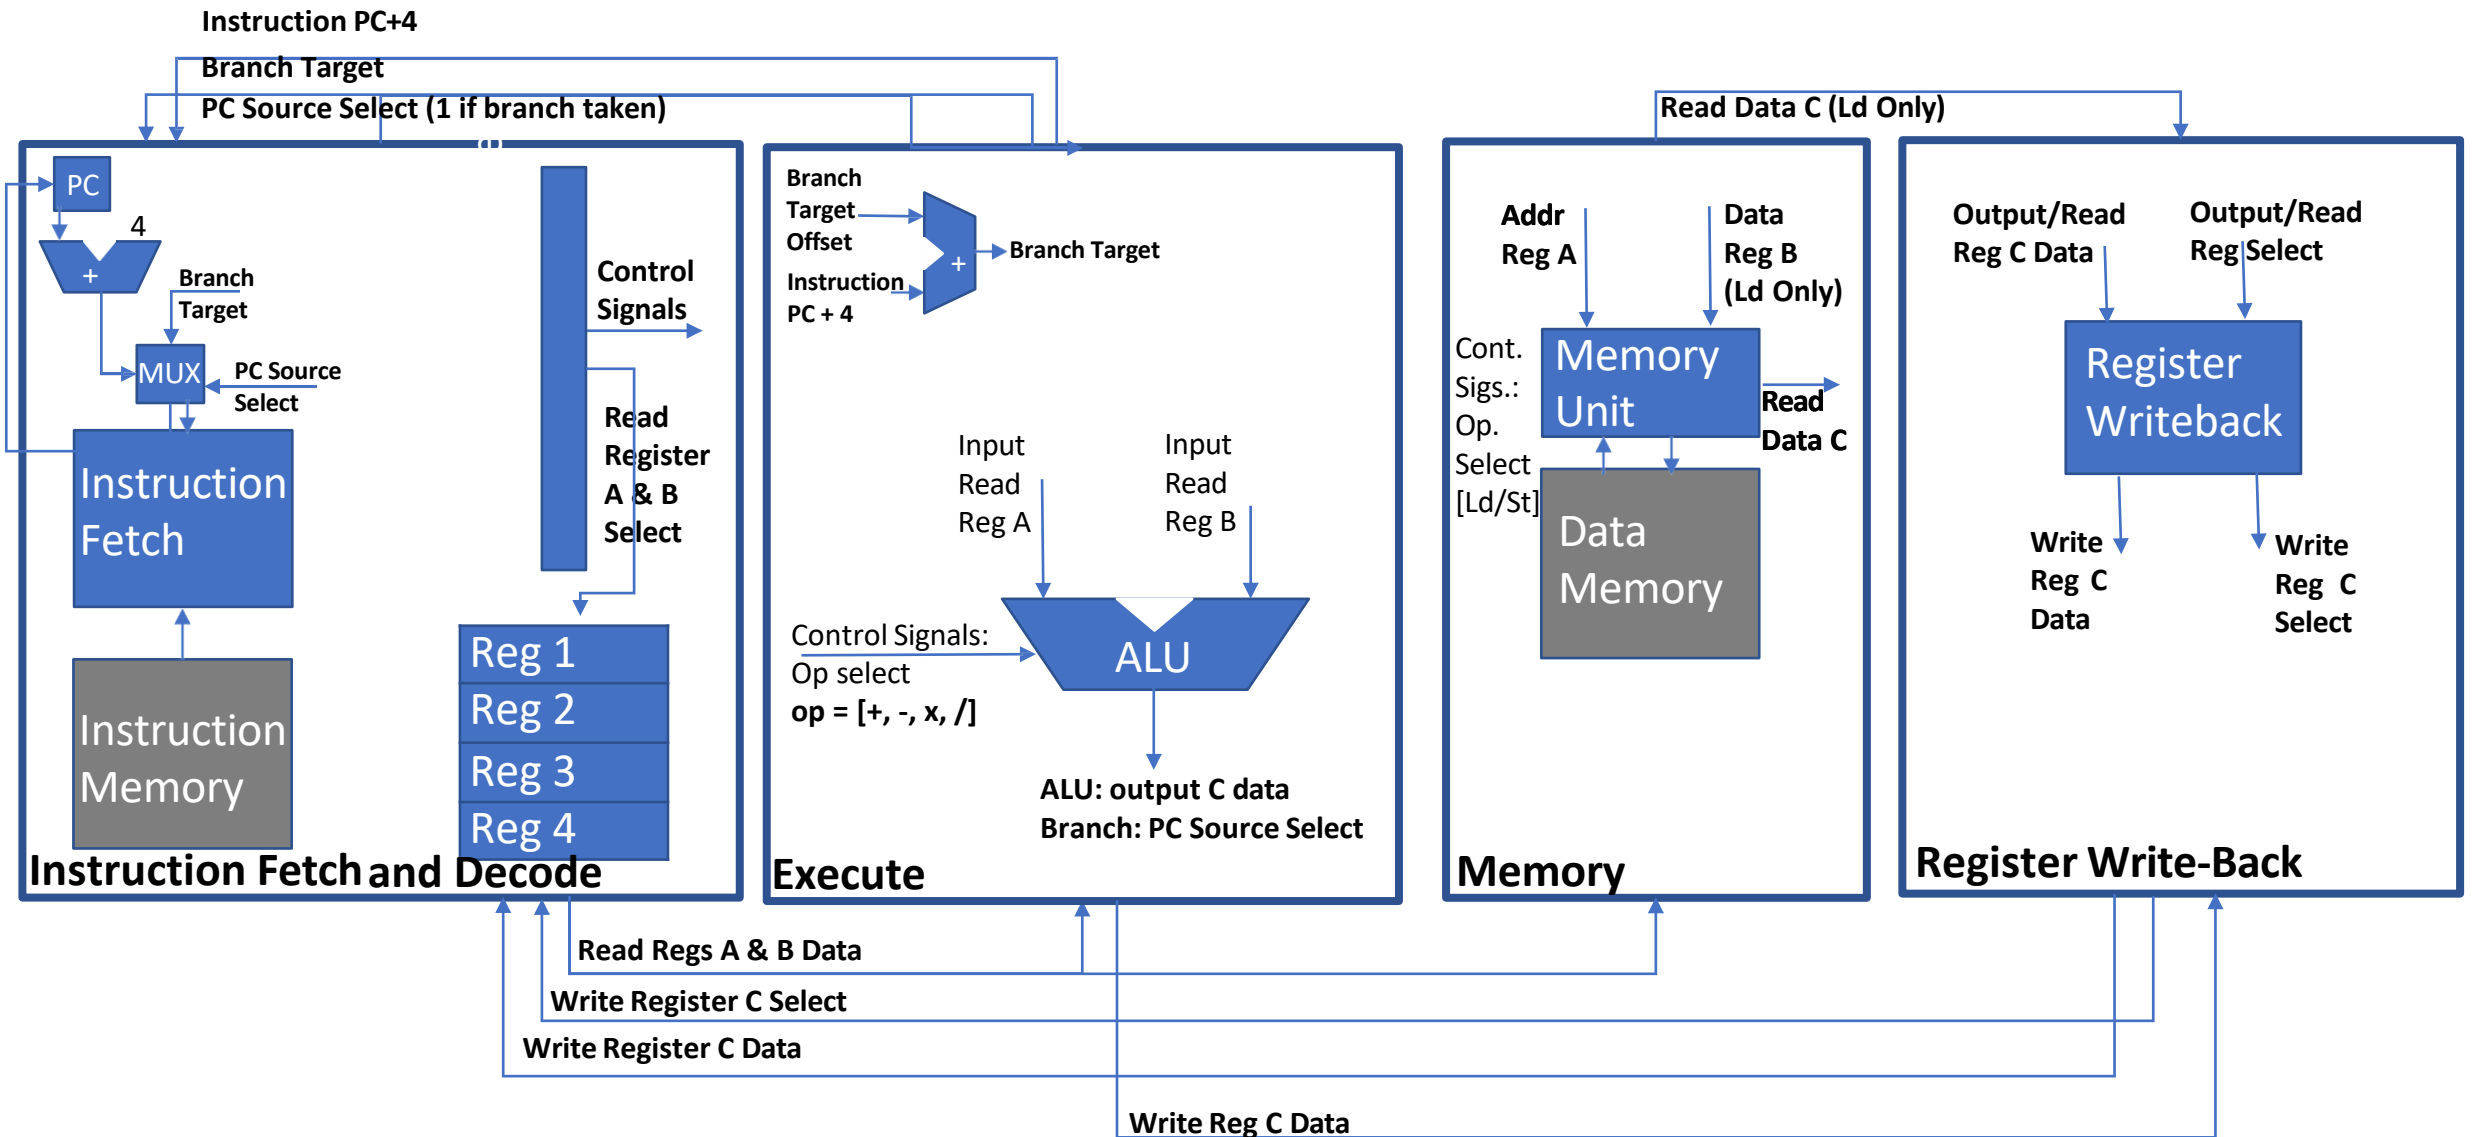 Instruction PC+4
Branch Target
PC Source Select (1 if branch taken)
PC
4
+
Branch
Target
MUX
PC Source
Select
Instruction
Fetch
Instruction
Memory
Control
Signals
Read
Register
A & B
Select
Reg 1
Reg 2
Reg 3
Reg 4
Instruction Fetch and Decode
Branch
Target
Offset
Instruction
PC + 4
+
Branch Target
Input
Read
Reg A
Input
Read
Reg B
Control Signals:
Op select
op = [+, -, x, /]
ALU
ALU: output C data
Branch: PC Source Select
Execute
Read Data C (Ld Only)
Addr
Reg A
Data
Reg B
(Ld Only)
Cont.
Sigs.:
Op.
Select
[Ld/St]
Memory
Unit
Read
Data C
Data
Memory
Memory
Output/Read
Reg C Data
Output/Read
Reg Select
Register
Writeback
Write
Reg C
Data
Write
Reg C
Select
Register Write-Back
Read Regs A & B Data
Write Register C Select
Write Register C Data
Write Reg C Data